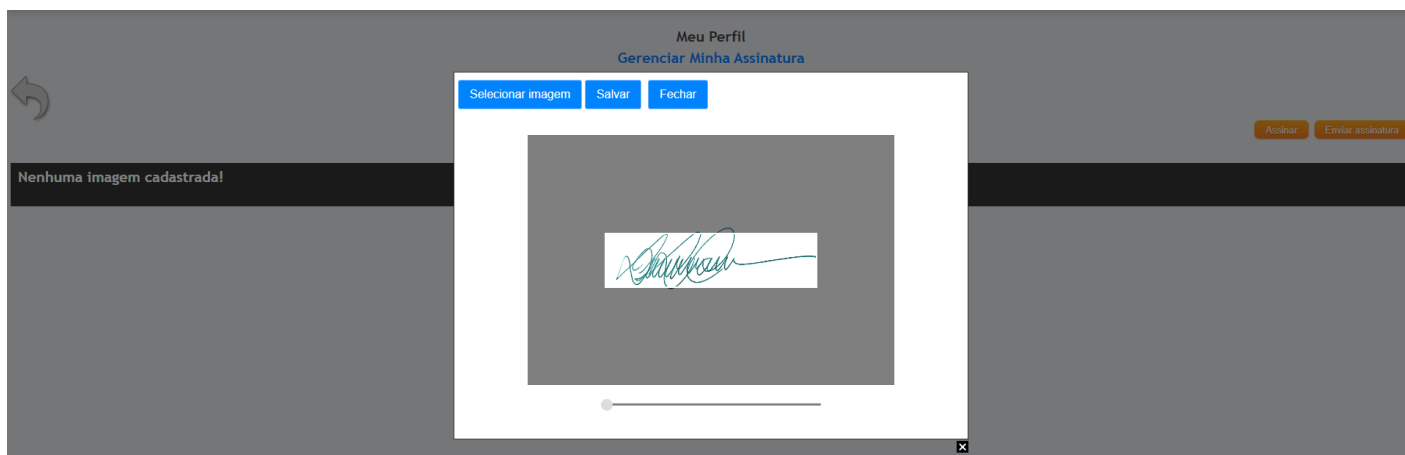 Meu Perfil
Gerenciar Minha Assinatura
Selecionar imagem
Salvar
Fechar
Assinar
Enviar assinatura
Nenhuma imagem cadastrada!